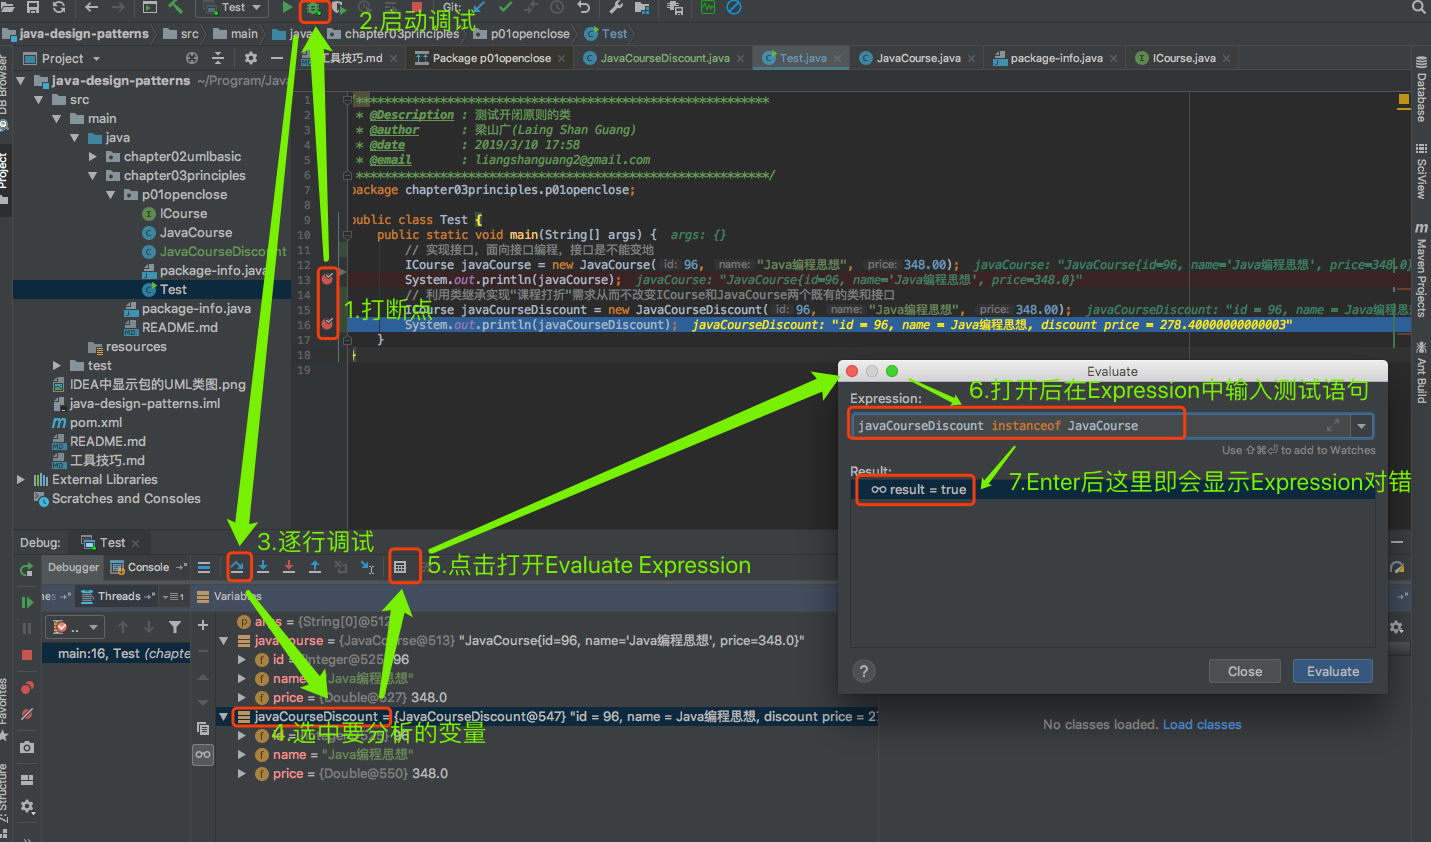 Test
Git:
2.启动调试
java-design-patterns
src
main
java
chapter03principles
p01openclose
Test
Project
工具技巧.md
Package p01openclose
JavaCourseDiscount.java
Test.java
JavaCourse.java
package-info.java
ICourse.java
DB Browser
Project
Favorites
7: Structure
Database
SciView
Maven Projects
Ant Build
java-design-patterns ~/Program/Java
src
main
java
chapter02umlbasic
chapter03principles
p01openclose
ICourse
JavaCourse
JavaCourseDiscount
package-info.java
Test
package-info.java
README.md
resources
test
IDEA中显示包的UML类图.png
java-design-patterns.iml
pom.xml
README.md
工具技巧.md
External Libraries
Scratches and Consoles
1
2 * @Description : 测试开闭原则的类
3 * @author : 梁山广(Laing Shan Guang)
4 * @date : 2019/3/10 17:58
5 * @email : liangshanguang2@gmail.com
6
7 package chapter03principles.p01openclose;
8
9 public class Test {
10 public static void main(String[] args) { args: {}
11 // 实现接口，面向接口编程，接口是不能变地
12 ICourse javaCourse = new JavaCourse( id: 96, name: "Java编程思想", price: 348.00); javaCourse: "JavaCourse{id=96, name='Java编程思想', price=348.0}
13 System.out.println(javaCourse); javaCourse: "JavaCourse{id=96, name='Java编程思想', price=348.0}"
14 // 利用类继承实现"课程打折"需求从而不改变ICourse和JavaCourse两个既有的类和接口
15 ICourse javaCourseDiscount = new JavaCourseDiscount( id: 96, name: "Java编程思想", price: 348.00); javaCourseDiscount: "id = 96, name = Java编程思
16 System.out.println(javaCourseDiscount); javaCourseDiscount: "id = 96, name = Java编程思想, discount price = 278.40000000000003"
17 }
18 }
19
1.打断点
Evaluate
Expression:
6.打开后在Expression中输入测试语句
javaCourseDiscount instanceof JavaCourse
Use ⇧⌘⏎ to add to Watches
Result:
result = true
7.Enter后这里即会显示Expression对错
?
Close
Evaluate
Debug:
Test
3.逐行调试
Debugger
Console
5.点击打开Evaluate Expression
Threads
Variables
main:16, Test (chapte
args = {String[0]@512}
javaCourse = {JavaCourse@513} "JavaCourse{id=96, name='Java编程思想', price=348.0}"
id = {Integer@525} 96
name = "Java编程思想"
price = {Double@527} 348.0
javaCourseDiscount = {JavaCourseDiscount@547} "id = 96, name = Java编程思想, discount price = 27
4.选中要分析的变量
name = "Java编程思想"
price = {Double@550} 348.0
No classes loaded. Load classes